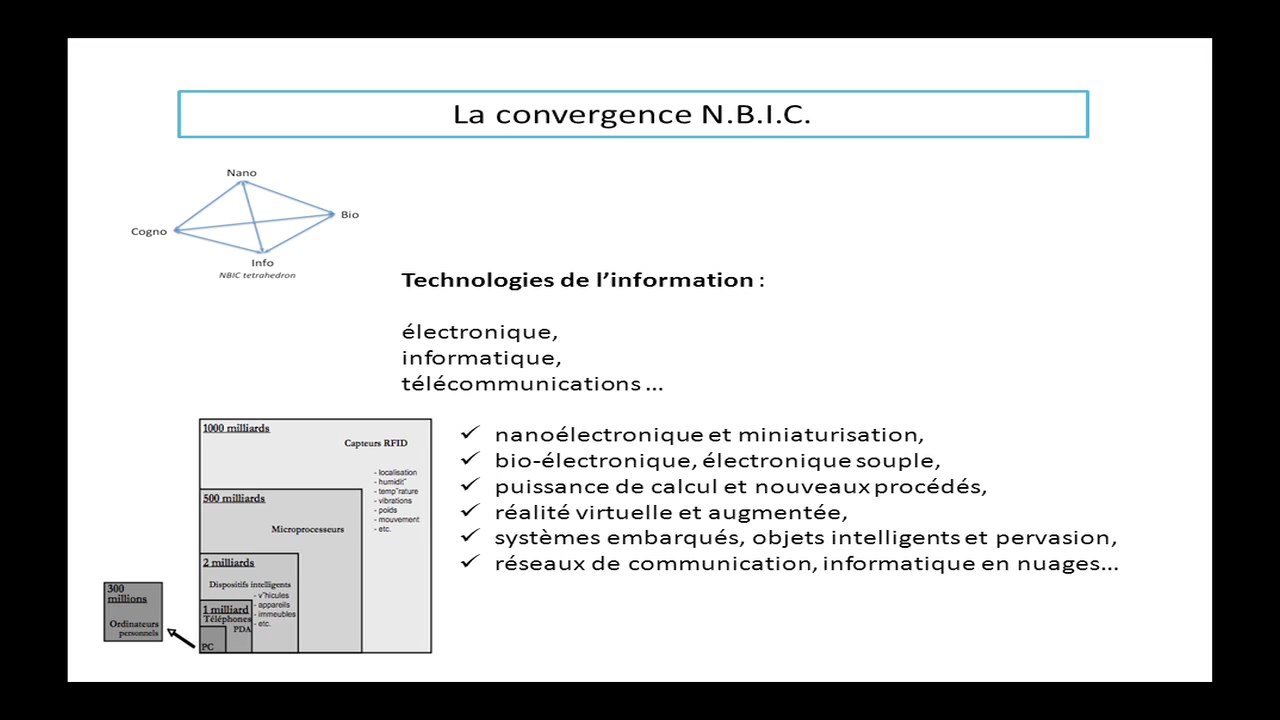 La convergence N.B.I.C.
Nano
Bio
Cogno
Info
NBIC tetrahedron
Technologies de l’information :
électronique,
informatique,
télécommunications ...
✓ nanoélectronique et miniaturisation,
✓ bio-électronique, électronique souple,
✓ puissance de calcul et nouveaux procédés,
✓ réalité virtuelle et augmentée,
✓ systèmes embarqués, objets intelligents et pervasion,
✓ réseaux de communication, informatique en nuages...
1000 milliards
Capteurs RFID
- localisation
- humidit˝
- temp˝rature
- vibrations
- poids
- mouvement
- etc.
500 milliards
Microprocesseurs
2 milliards
Dispositifs intelligents
- v˝hicules
- appareils
- immeubles
- etc.
1 milliard
Téléphones
PDA
PC
300
millions
Ordinateurs
personnels